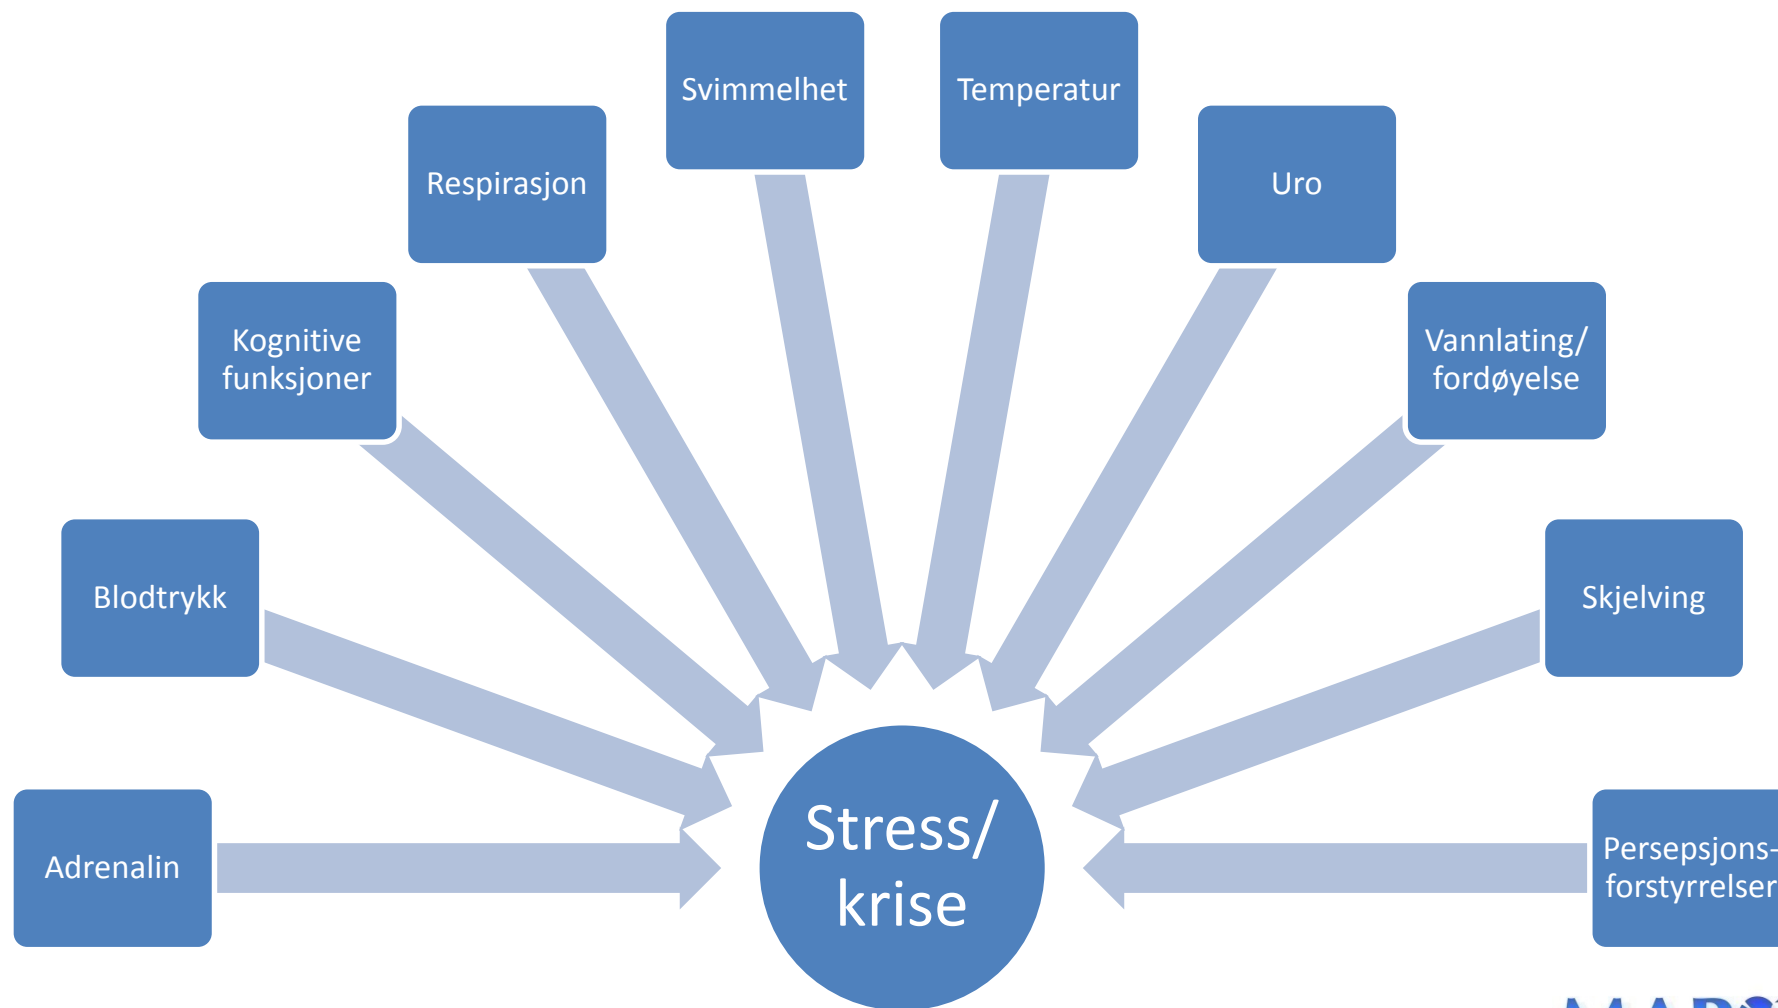 Svimmelhet
Temperatur
Respirasjon
Uro
Kognitive
funksjoner
Vannlating/
fordøyelse
Blodtrykk
Skjelving
Adrenalin
Stress/
krise
Persepsjons-
forstyrrelser